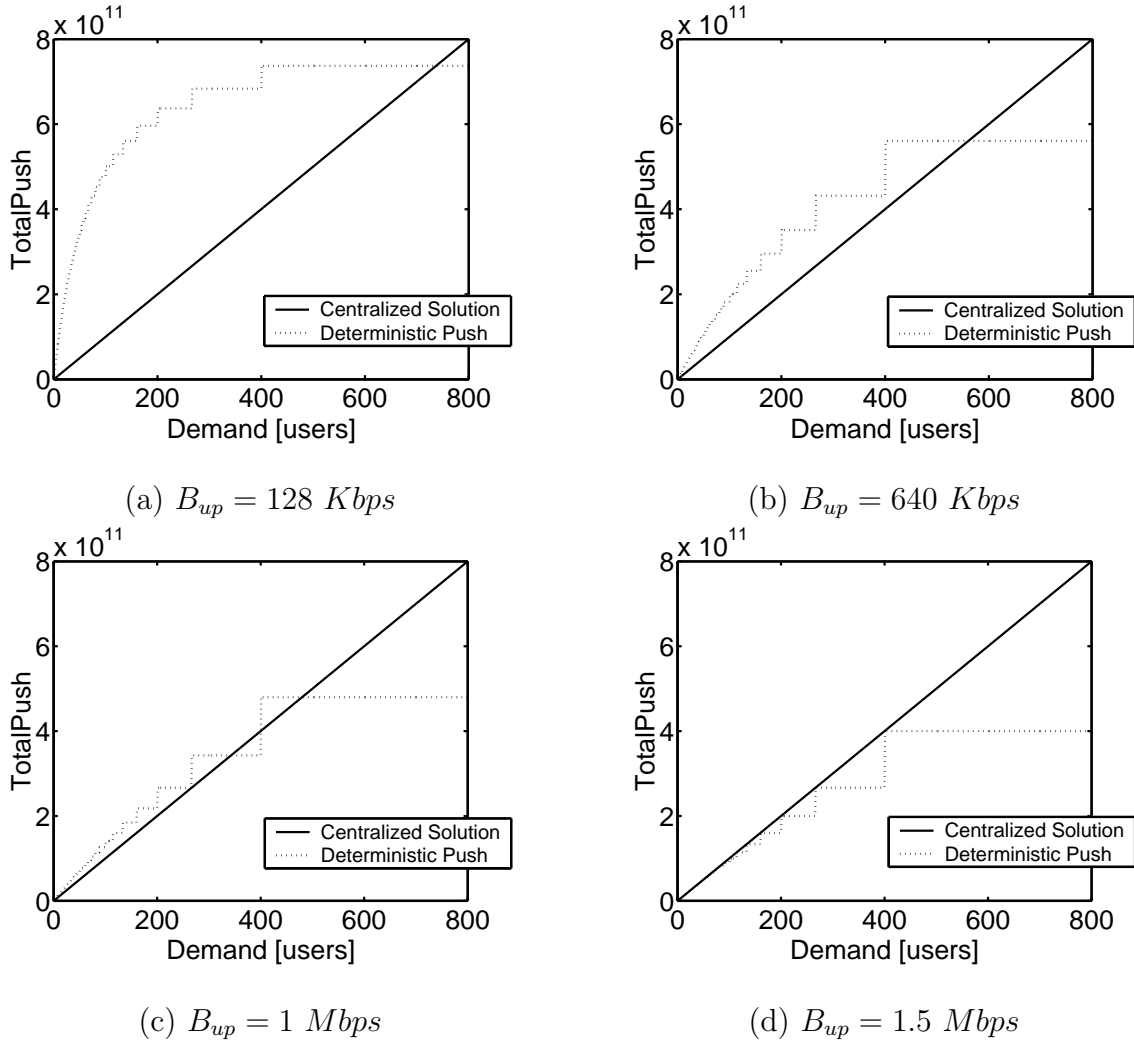 x 10^11
8
6
4
2
0
TotalPush
0 200 400 600 800
Demand [users]
Centralized Solution
Deterministic Push
(a) B_up = 128 Kbps
x 10^11
8
6
4
2
0
TotalPush
0 200 400 600 800
Demand [users]
Centralized Solution
Deterministic Push
(b) B_up = 640 Kbps
x 10^11
8
6
4
2
0
TotalPush
0 200 400 600 800
Demand [users]
Centralized Solution
Deterministic Push
(c) B_up = 1 Mbps
x 10^11
8
6
4
2
0
TotalPush
0 200 400 600 800
Demand [users]
Centralized Solution
Deterministic Push
(d) B_up = 1.5 Mbps